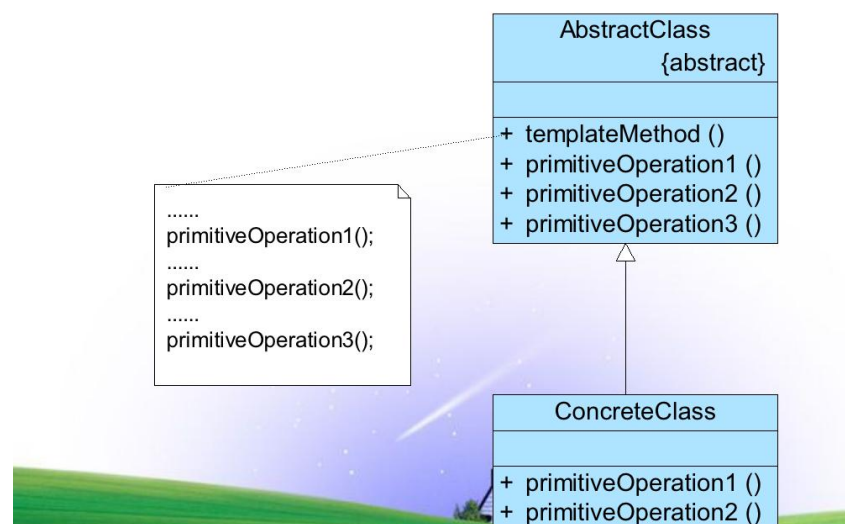 AbstractClass
{abstract}
+ templateMethod ()
+ primitiveOperation1 ()
+ primitiveOperation2 ()
+ primitiveOperation3 ()
......
primitiveOperation1();
......
primitiveOperation2();
......
primitiveOperation3();
ConcreteClass
+ primitiveOperation1 ()
+ primitiveOperation2 ()